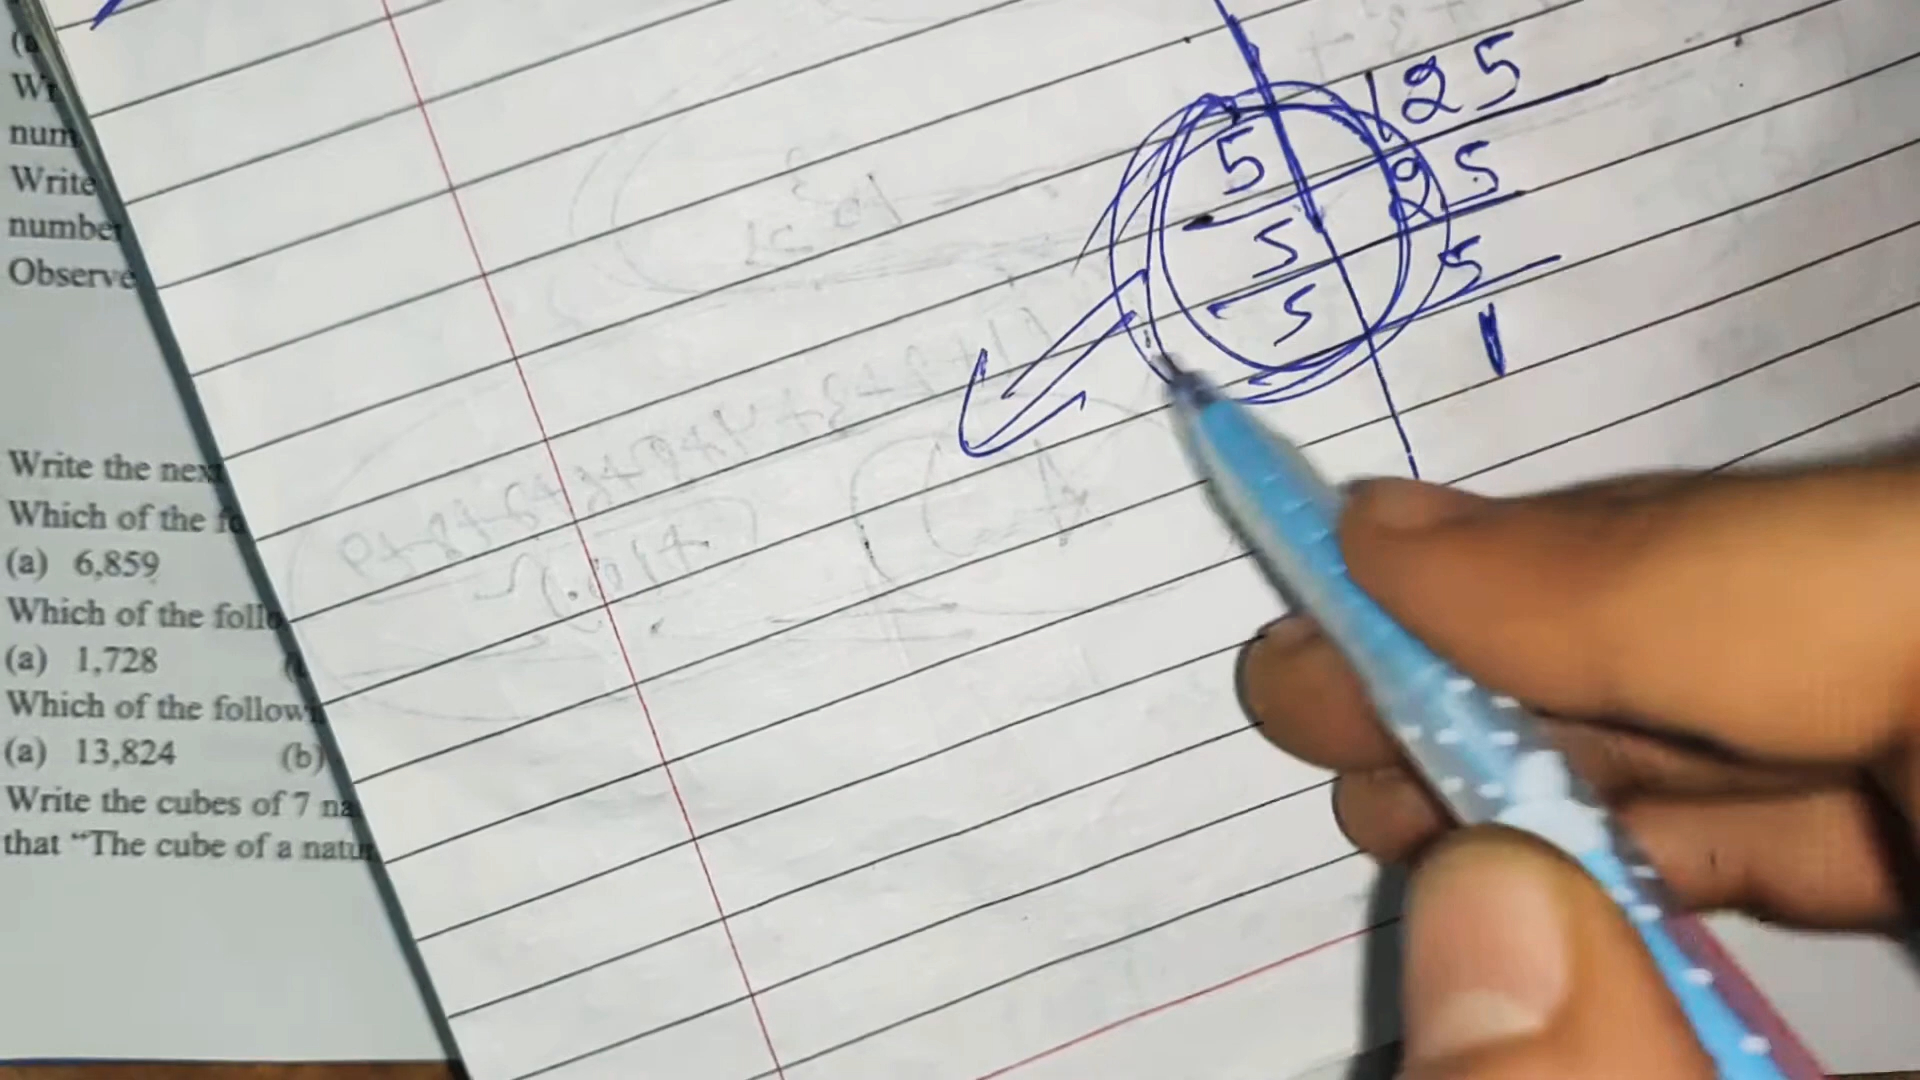 num
Write
number
Observe
Write the nex
Which of the fo
(a) 6,859
Which of the follo
(a) 1,728
Which of the follow
(a) 13,824 (b)
Write the cubes of 7 na
that “The cube of a natu
5 125
5 25
5 5
1